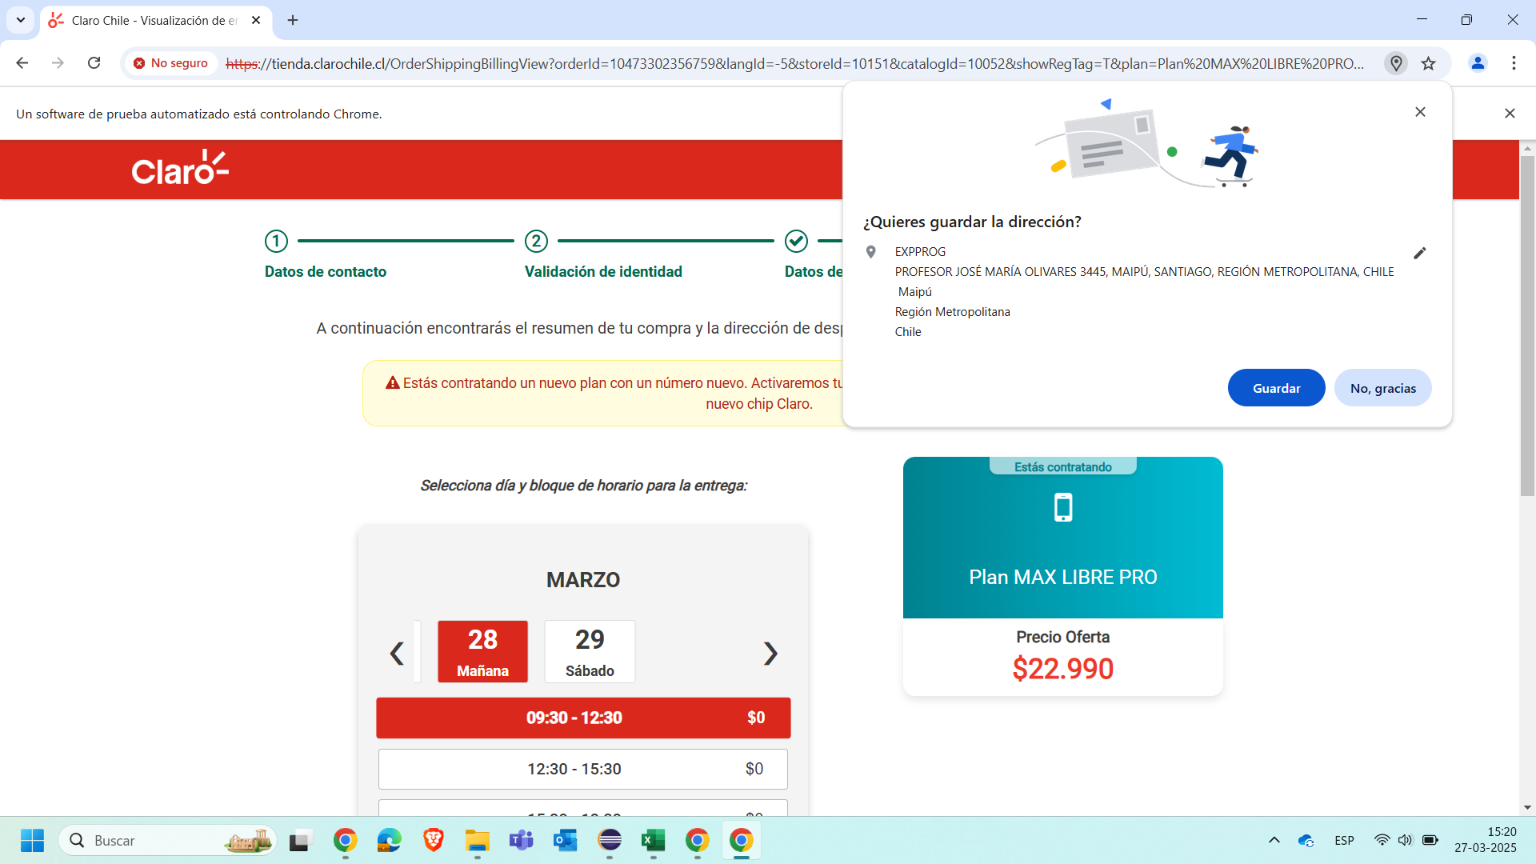 Claro Chile - Visualización de e
No seguro
https://tienda.clarochile.cl/OrderShippingBillingView?orderId=10473302356759&langId=-5&storeId=10151&catalogId=10052&showRegTag=T&plan=Plan%20MAX%20LIBRE%20PRO...
Un software de prueba automatizado está controlando Chrome.
Claro
¿Quieres guardar la dirección?
EXPPROG
PROFESOR JOSÉ MARÍA OLIVARES 3445, MAIPÚ, SANTIAGO, REGIÓN METROPOLITANA, CHILE
Maipú
Región Metropolitana
Chile
Guardar
No, gracias
1
2
Datos de contacto
Validación de identidad
Datos de
A continuación encontrarás el resumen de tu compra y la dirección de des
Estás contratando un nuevo plan con un número nuevo. Activaremos tu
nuevo chip Claro.
Selecciona día y bloque de horario para la entrega:
MARZO
28
Mañana
29
Sábado
09:30 - 12:30 $0
12:30 - 15:30 $0
Estás contratando
Plan MAX LIBRE PRO
Precio Oferta
$22.990
Buscar
ESP
15:20
27-03-2025